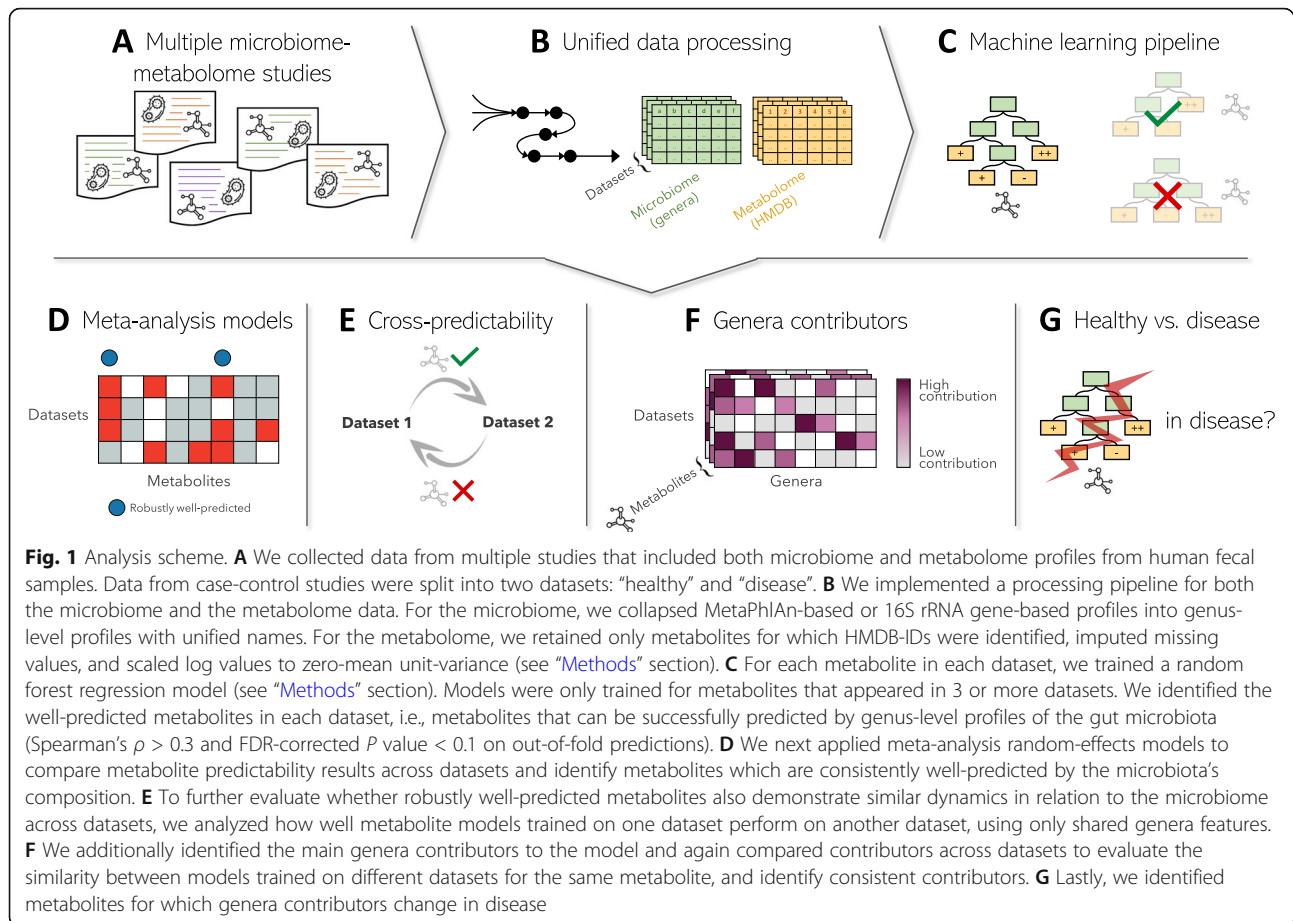 A Multiple microbiome-
metabolome studies
B Unified data processing
a b c d e f
1 2 3 4 5 6
Datasets
Microbiome
(genera)
Metabolome
(HMDB)
C Machine learning pipeline
+ ++
+ -
++
+
+ ++
D Meta-analysis models
Datasets
Metabolites
Robustly well-predicted
E Cross-predictability
Dataset 1
Dataset 2
F Genera contributors
Datasets
Metabolites
Genera
High
contribution
Low
contribution
G Healthy vs. disease
+ ++
+ -
in disease?
Fig. 1 Analysis scheme. A We collected data from multiple studies that included both microbiome and metabolome profiles from human fecal
samples. Data from case-control studies were split into two datasets: “healthy” and “disease”. B We implemented a processing pipeline for both
the microbiome and the metabolome data. For the microbiome, we collapsed MetaPhlAn-based or 16S rRNA gene-based profiles into genus-
level profiles with unified names. For the metabolome, we retained only metabolites for which HMDB-IDs were identified, imputed missing
values, and scaled log values to zero-mean unit-variance (see “Methods” section). C For each metabolite in each dataset, we trained a random
forest regression model (see “Methods” section). Models were only trained for metabolites that appeared in 3 or more datasets. We identified the
well-predicted metabolites in each dataset, i.e., metabolites that can be successfully predicted by genus-level profiles of the gut microbiota
(Spearman’s ρ > 0.3 and FDR-corrected P value < 0.1 on out-of-fold predictions). D We next applied meta-analysis random-effects models to
compare metabolite predictability results across datasets and identify metabolites which are consistently well-predicted by the microbiota’s
composition. E To further evaluate whether robustly well-predicted metabolites also demonstrate similar dynamics in relation to the microbiome
across datasets, we analyzed how well metabolite models trained on one dataset perform on another dataset, using only shared genera features.
F We additionally identified the main genera contributors to the model and again compared contributors across datasets to evaluate the
similarity between models trained on different datasets for the same metabolite, and identify consistent contributors. G Lastly, we identified
metabolites for which genera contributors change in disease